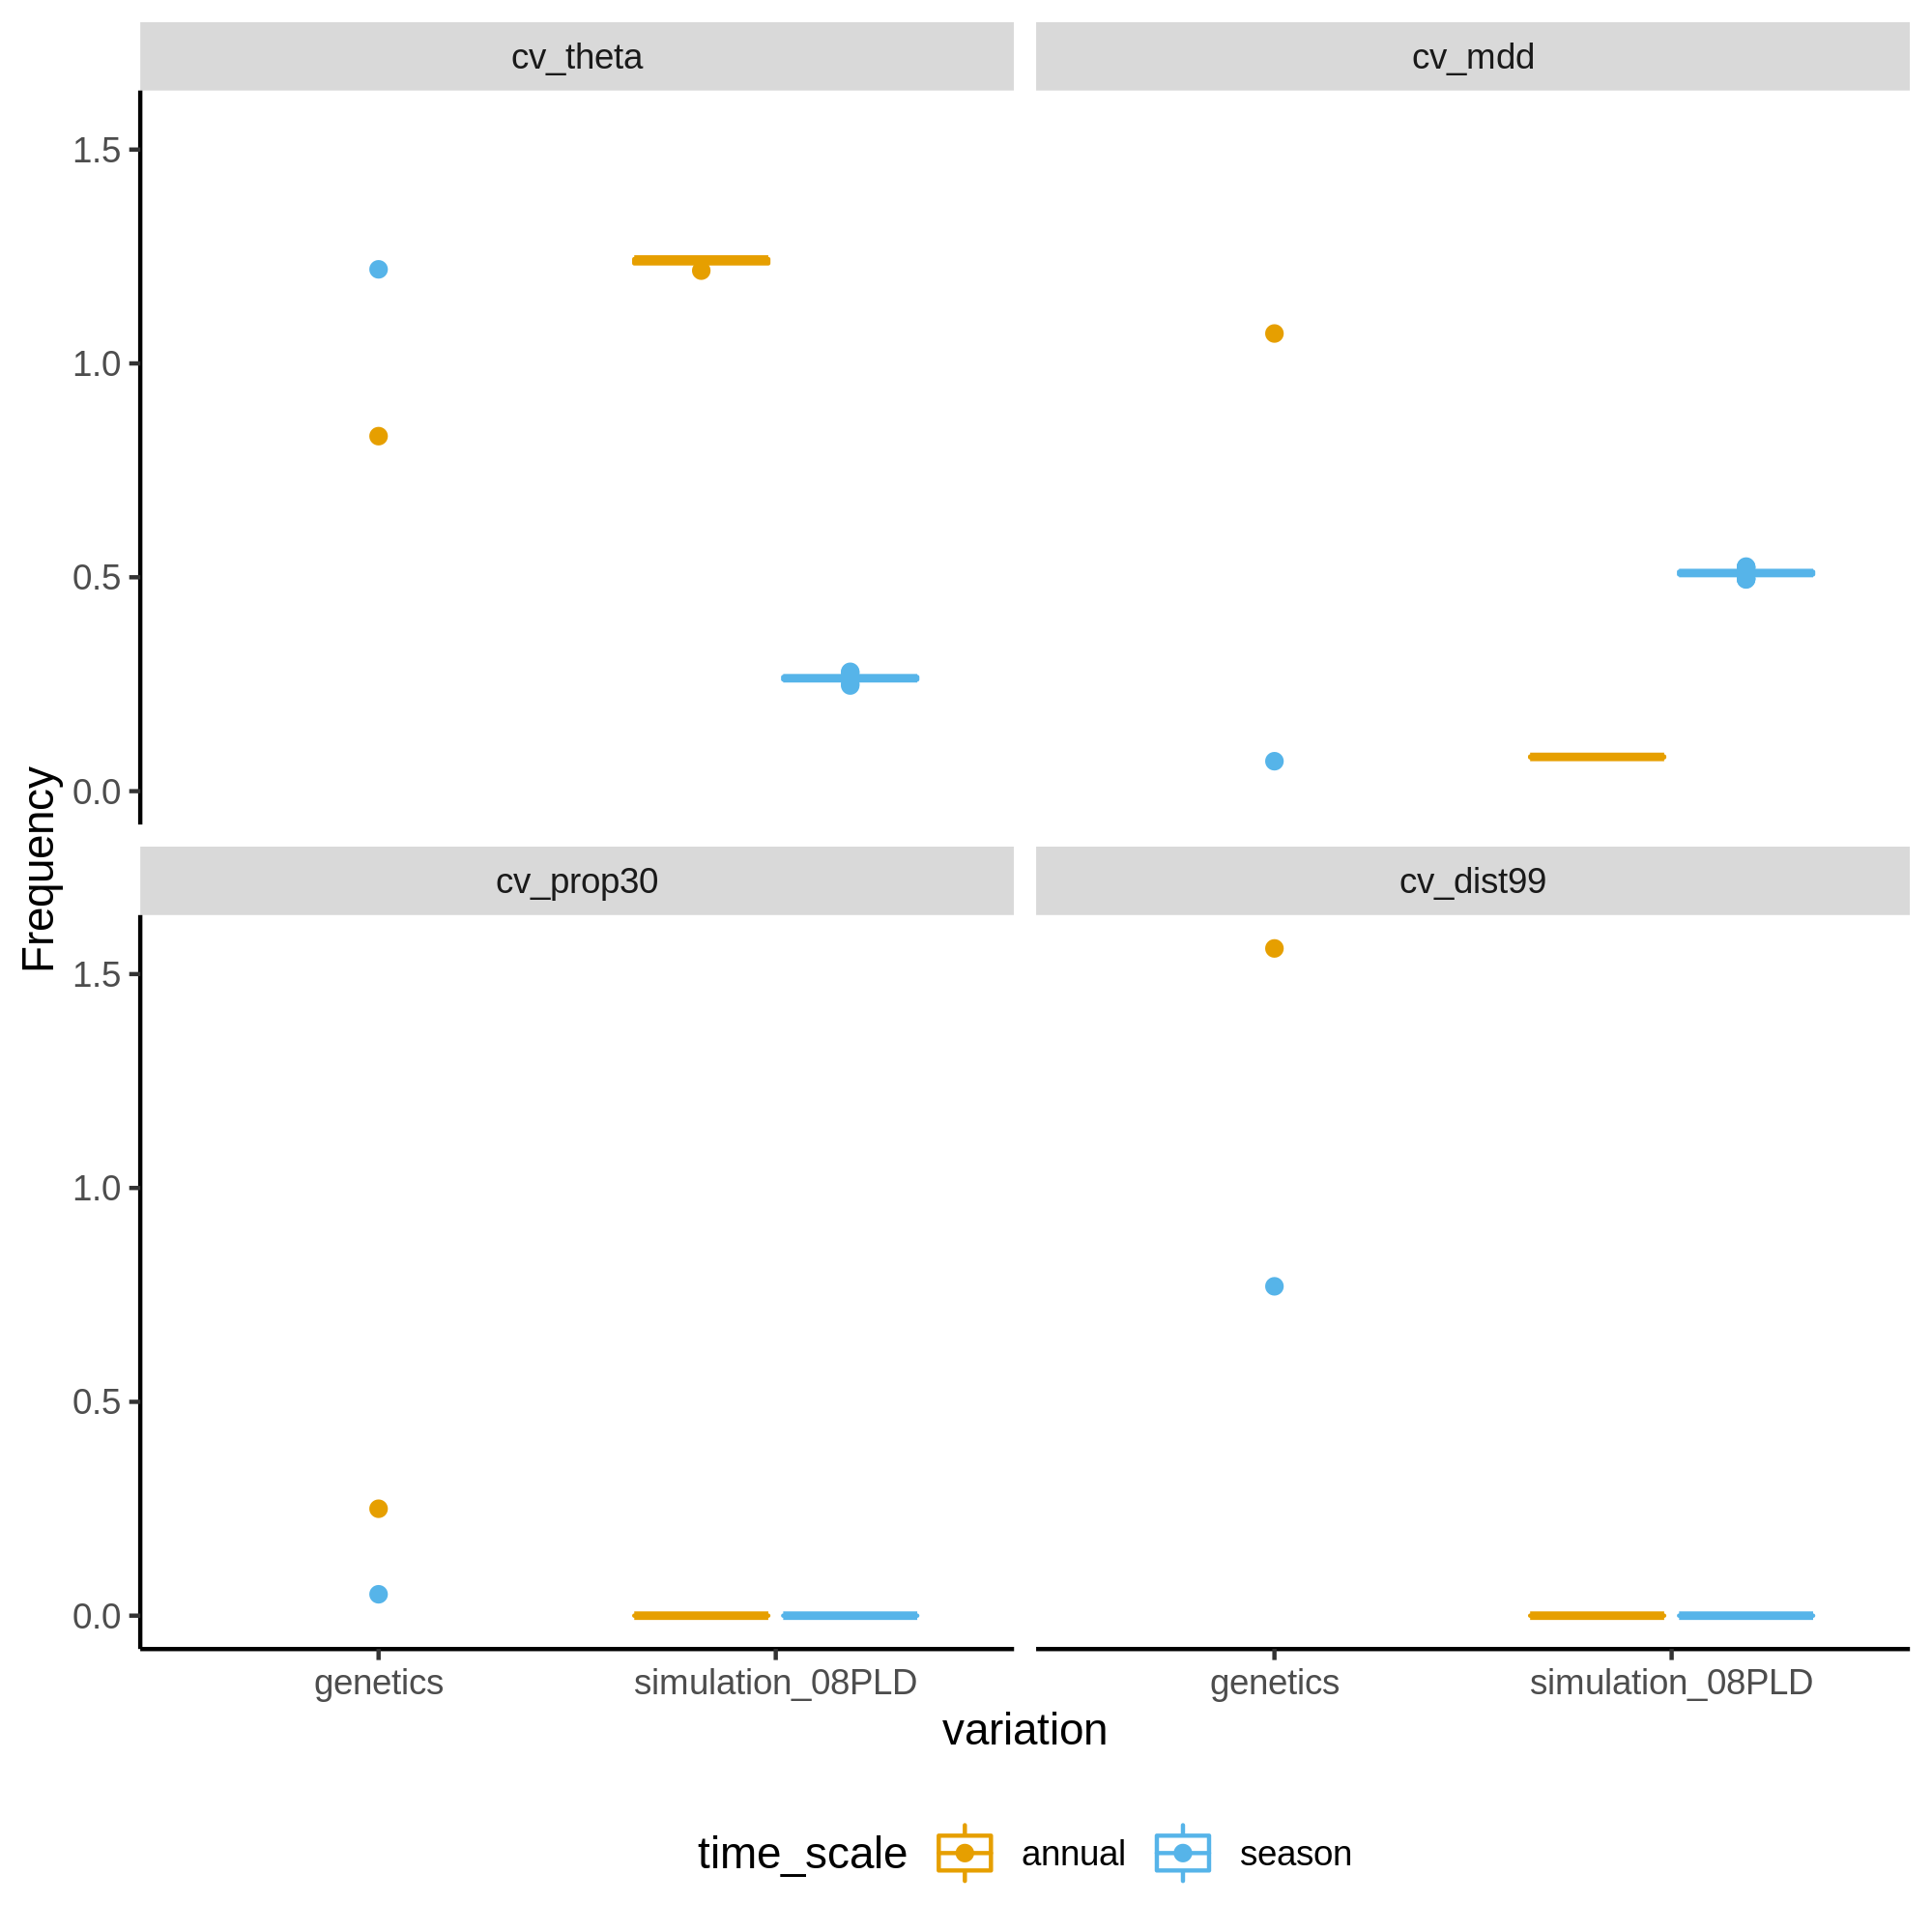 cv_theta
cv_mdd
1.5
1.0
0.5
0.0
cv_prop30
cv_dist99
1.5
1.0
0.5
0.0
Frequency
genetics
simulation_08PLD
genetics
simulation_08PLD
variation
time_scale annual season